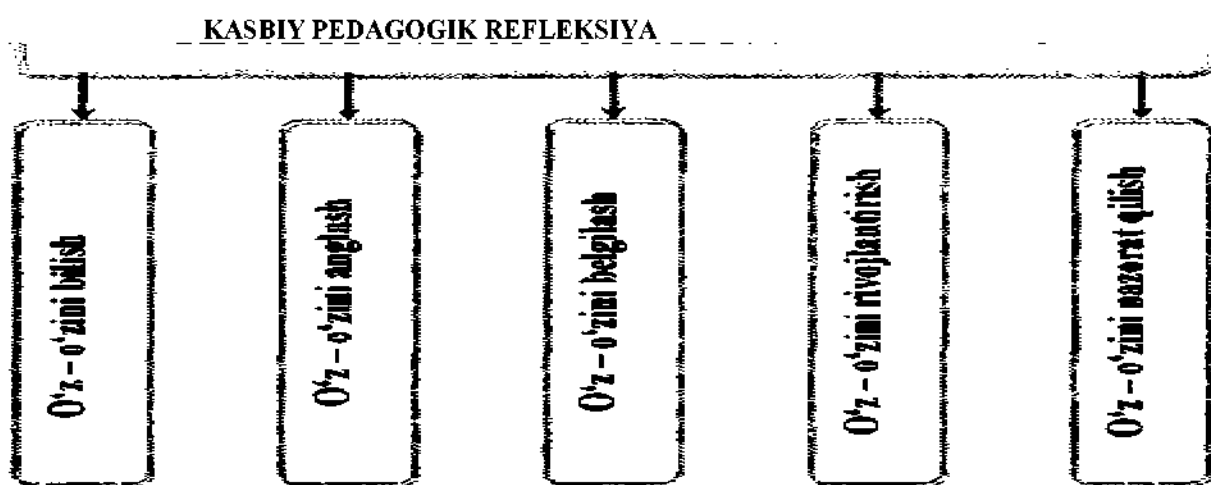 KASBIY PEDAGOGIK REFLEKSIYA
O‘z – o‘zini bilish
O‘z – o‘zini anglash
O‘z – o‘zini belgilash
O‘z – o‘zini rivojlantirish
O‘z – o‘zini nazorat qilish